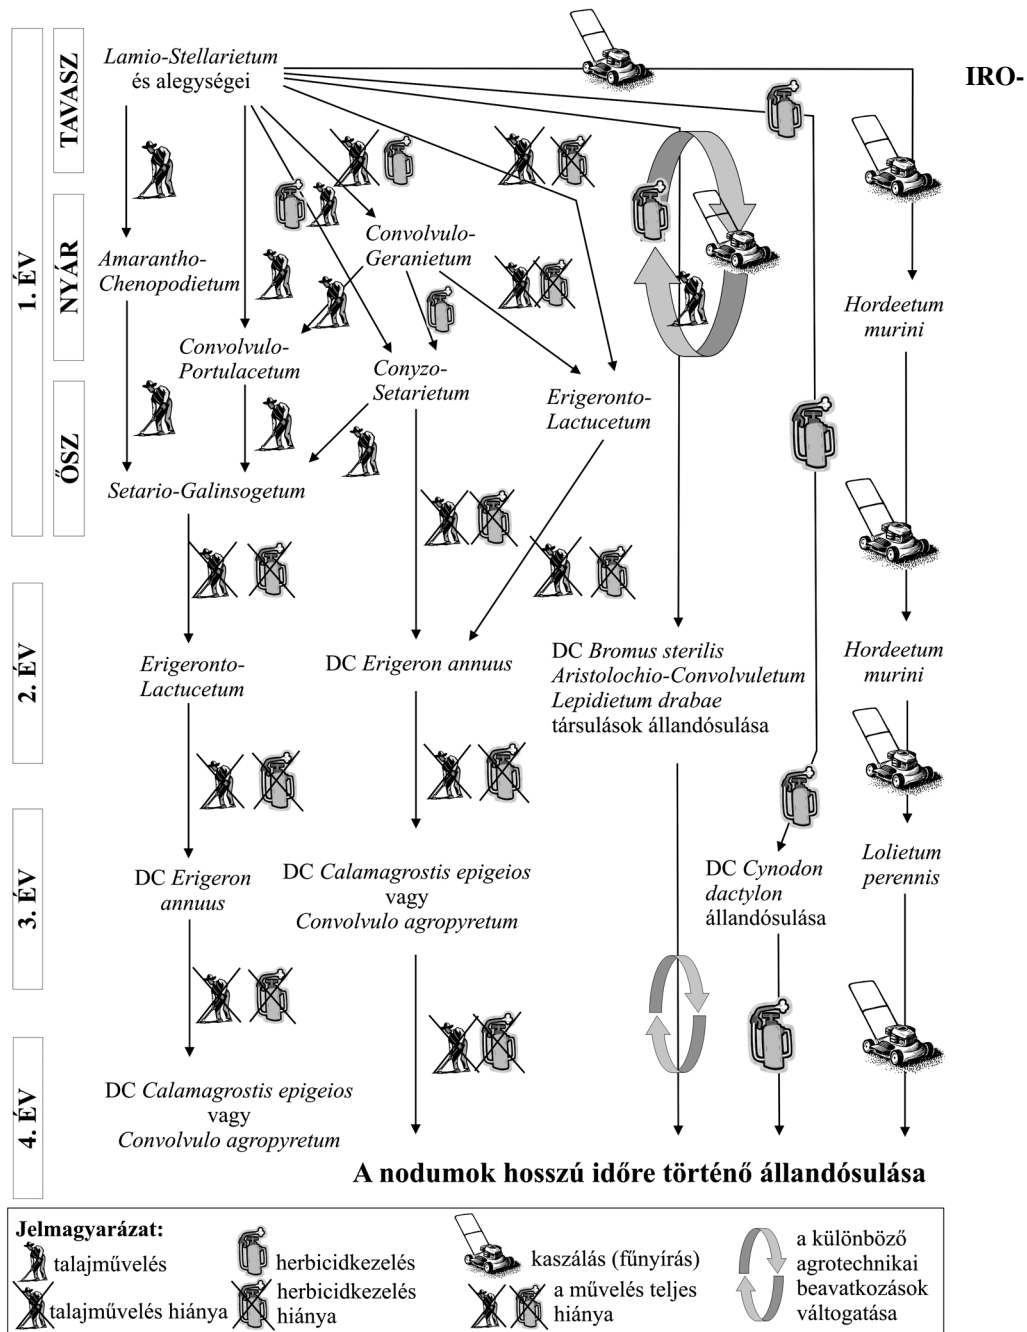 IRO-
TAVASZ
NYÁR
ŐSZ
1. ÉV
2. ÉV
3. ÉV
4. ÉV
Lamio-Stellarietum
és alegységei
Amarantho-
Chenopodietum
Convolvulo-
Geranietum
Convolvulo-
Portulacetum
Conyzo-
Setarietum
Erigeronto-
Lactucetum
Hordeetum
murini
Setario-Galinsogetum
Erigeronto-
Lactucetum
DC Erigeron annuus
DC Bromus sterilis
Aristolochio-Convolvuletum
Lepidietum drabae
társulások állandósulása
Hordeetum
murini
DC Erigeron
annuus
DC Calamagrostis epigeios
vagy
Convolvulo agropyretum
DC Cynodon
dactylon
állandósulása
Lolietum
perennis
DC Calamagrostis epigeios
vagy
Convolvulo agropyretum
A nodumok hosszú időre történő állandósulása
Jelmagyarázat:
talajművelés
talajművelés hiánya
herbicidkezelés
herbicidkezelés
hiánya
kaszálás (fűnyírás)
a művelés teljes
hiánya
a különböző
agrotechnikai
beavatkozások
váltogatása